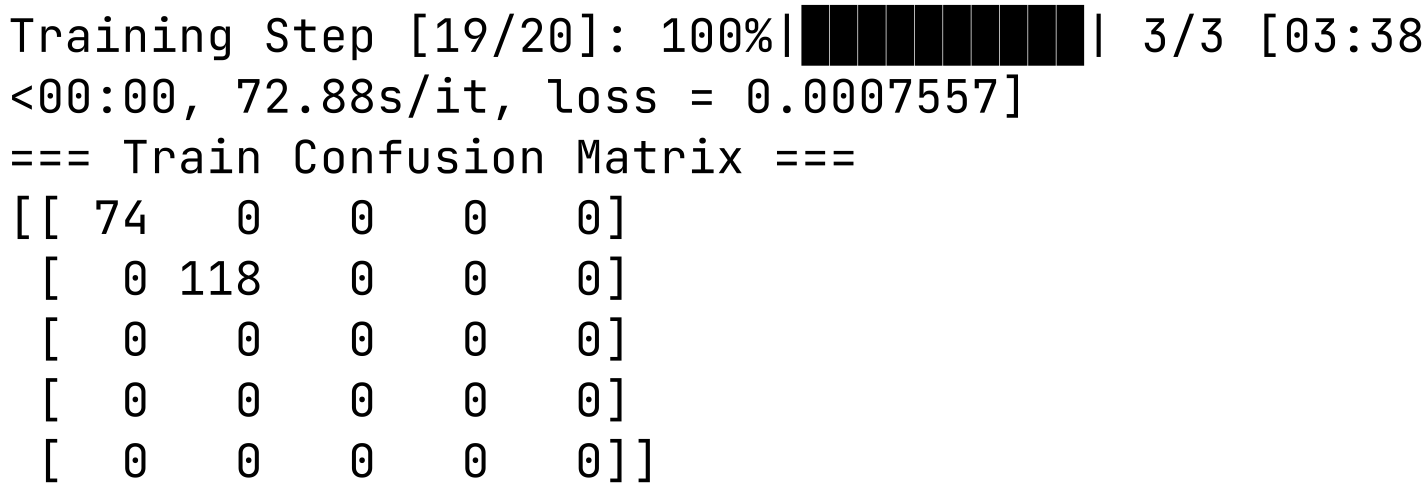 Training Step [19/20]: 100%|██████████| 3/3 [03:38
<00:00, 72.88s/it, loss = 0.0007557]
=== Train Confusion Matrix ===
[[ 74   0   0   0   0]
 [  0 118   0   0   0]
 [  0   0   0   0   0]
 [  0   0   0   0   0]
 [  0   0   0   0   0]]